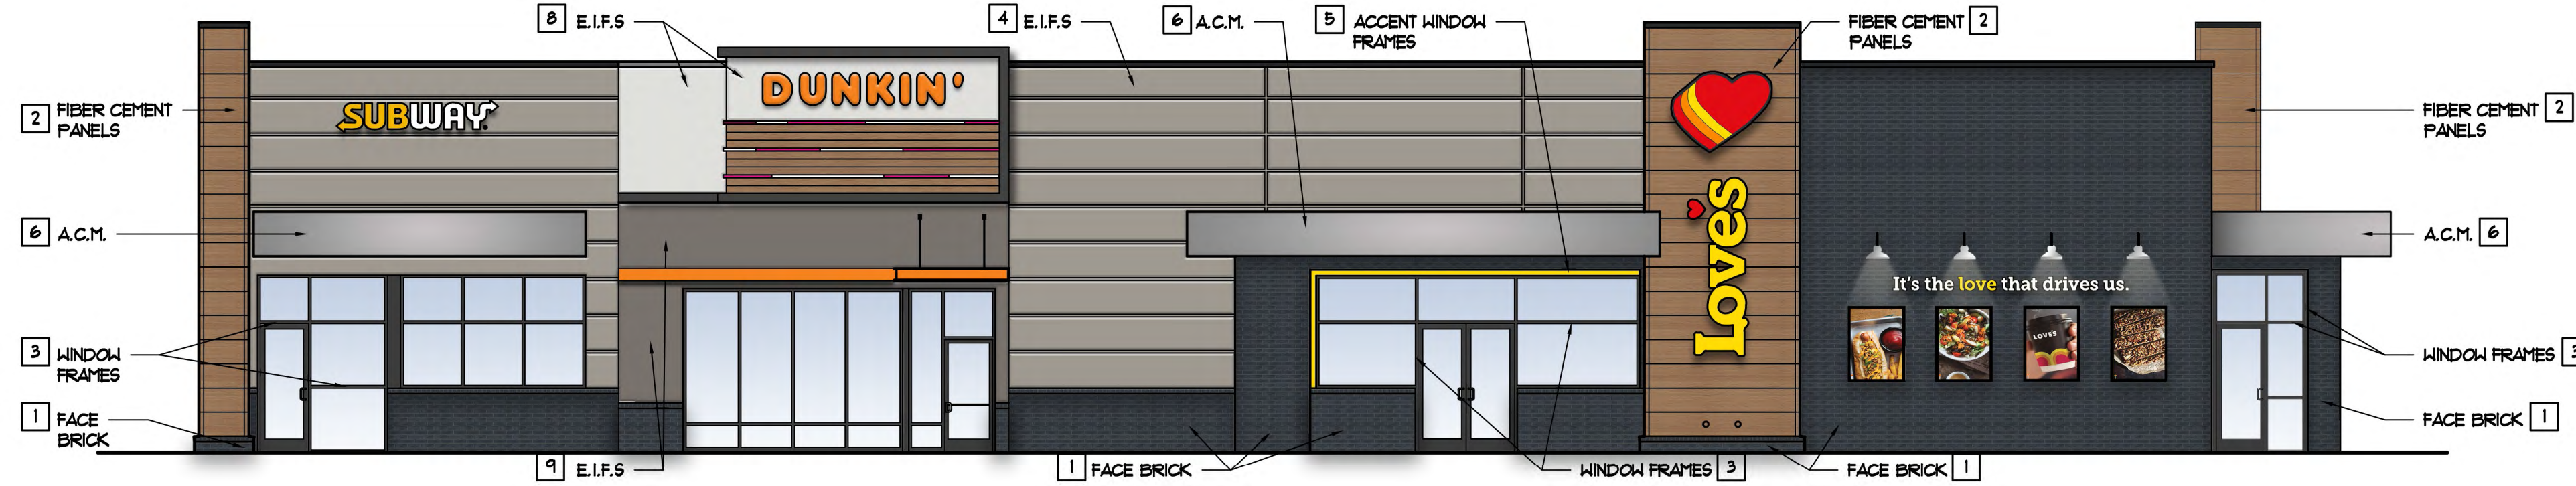 8 E.I.F.S
4 E.I.F.S
6 A.C.M.
5 ACCENT WINDOW
FRAMES
FIBER CEMENT 2
PANELS
DUNKIN'
SUBWAY
2 FIBER CEMENT
PANELS
FIBER CEMENT 2
PANELS
6 A.C.M.
Love's
A.C.M. 6
It's the love that drives us.
LOVE'S
3 WINDOW
FRAMES
WINDOW FRAMES 3
1 FACE
BRICK
FACE BRICK 1
9 E.I.F.S
1 FACE BRICK
WINDOW FRAMES 3
FACE BRICK 1